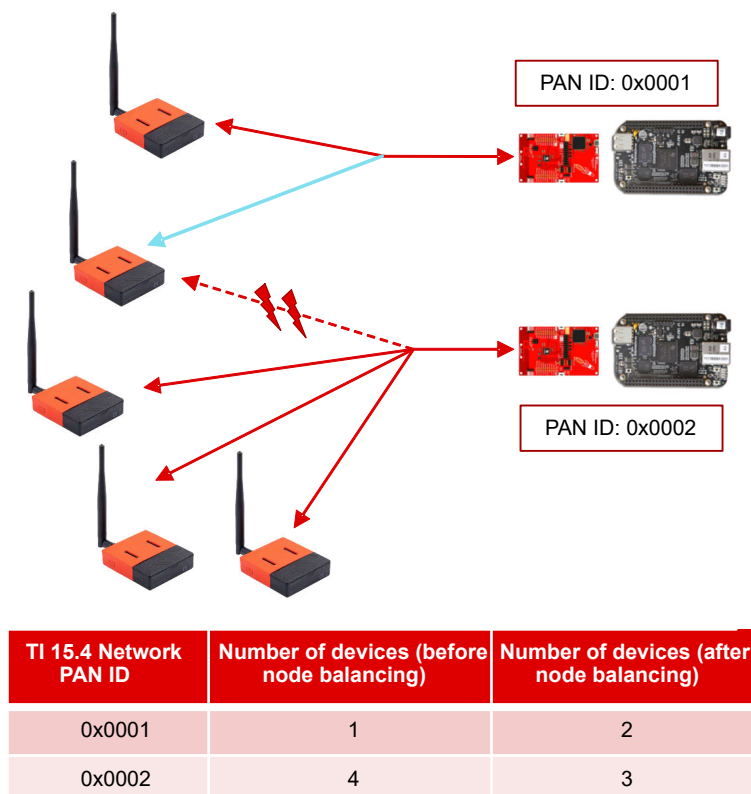 PAN ID: 0x0001
PAN ID: 0x0002
TI 15.4 Network PAN ID
Number of devices (before node balancing)
Number of devices (after node balancing)
0x0001 1 2
0x0002 4 3